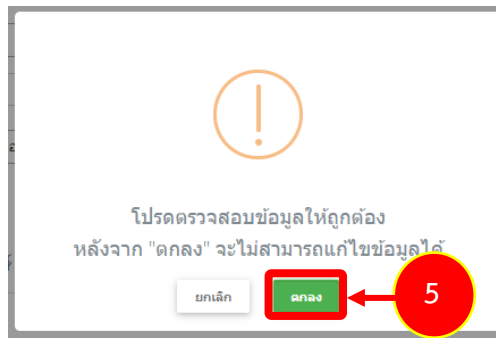 โปรดตรวจสอบข้อมูลให้ถูกต้อง
หลังจาก "ตกลง" จะไม่สามารถแก้ไขข้อมูลได้
ยกเลิก ตกลง 5